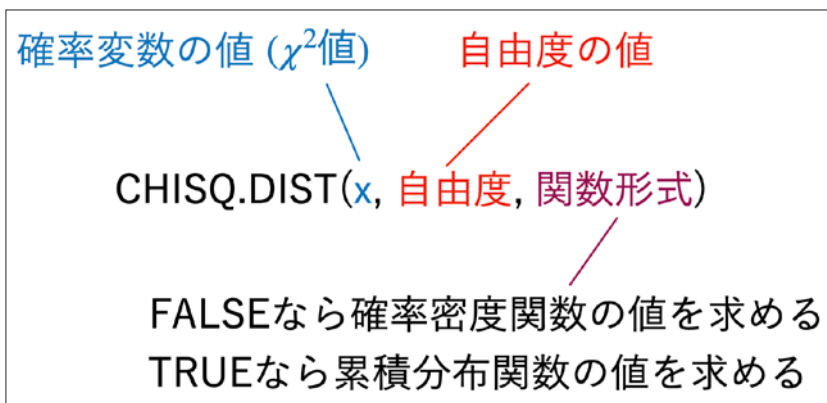 確率変数の値 (χ²値) 自由度の値
CHISQ.DIST(x, 自由度, 関数形式)
FALSEなら確率密度関数の値を求める
TRUEなら累積分布関数の値を求める